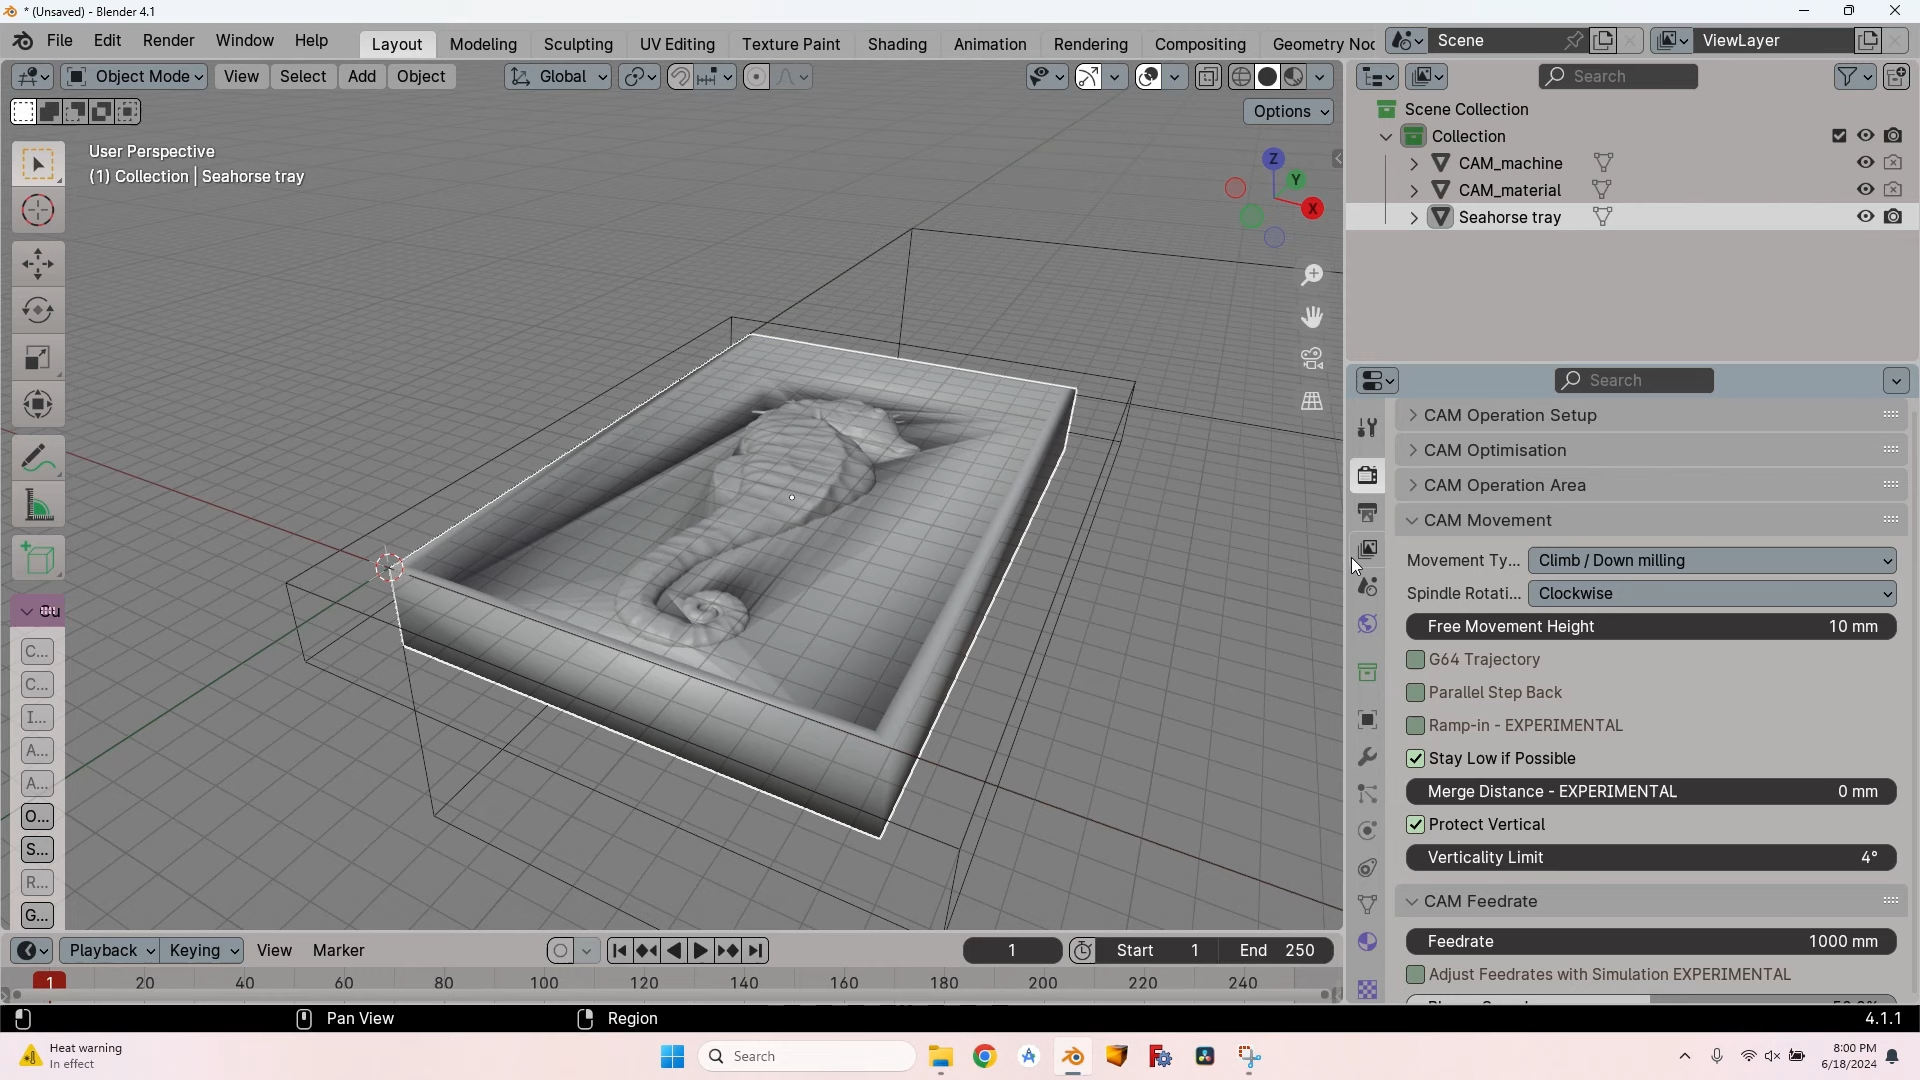 * (Unsaved) - Blender 4.1
File Edit Render Window Help Layout Modeling Sculpting UV Editing Texture Paint Shading Animation Rendering Compositing Geometry Noc Scene ViewLayer
Object Mode View Select Add Object Global Search
Options
User Perspective
(1) Collection | Seahorse tray
Z
Y
X
Scene Collection
Collection
CAM_machine
CAM_material
Seahorse tray
Search
CAM Operation Setup
CAM Optimisation
CAM Operation Area
CAM Movement
Movement Ty... Climb / Down milling
Spindle Rotati... Clockwise
Free Movement Height 10 mm
G64 Trajectory
Parallel Step Back
Ramp-in - EXPERIMENTAL
Stay Low if Possible
Merge Distance - EXPERIMENTAL 0 mm
Protect Vertical
Verticality Limit 4°
CAM Feedrate
Feedrate 1000 mm
Adjust Feedrates with Simulation EXPERIMENTAL
C...
C...
I...
A...
A...
O...
S...
R...
G...
Playback Keying View Marker 1 Start 1 End 250
1 20 40 60 80 100 120 140 160 180 200 220 240
Pan View Region 4.1.1
Heat warning
In effect
Search
8:00 PM
6/18/2024